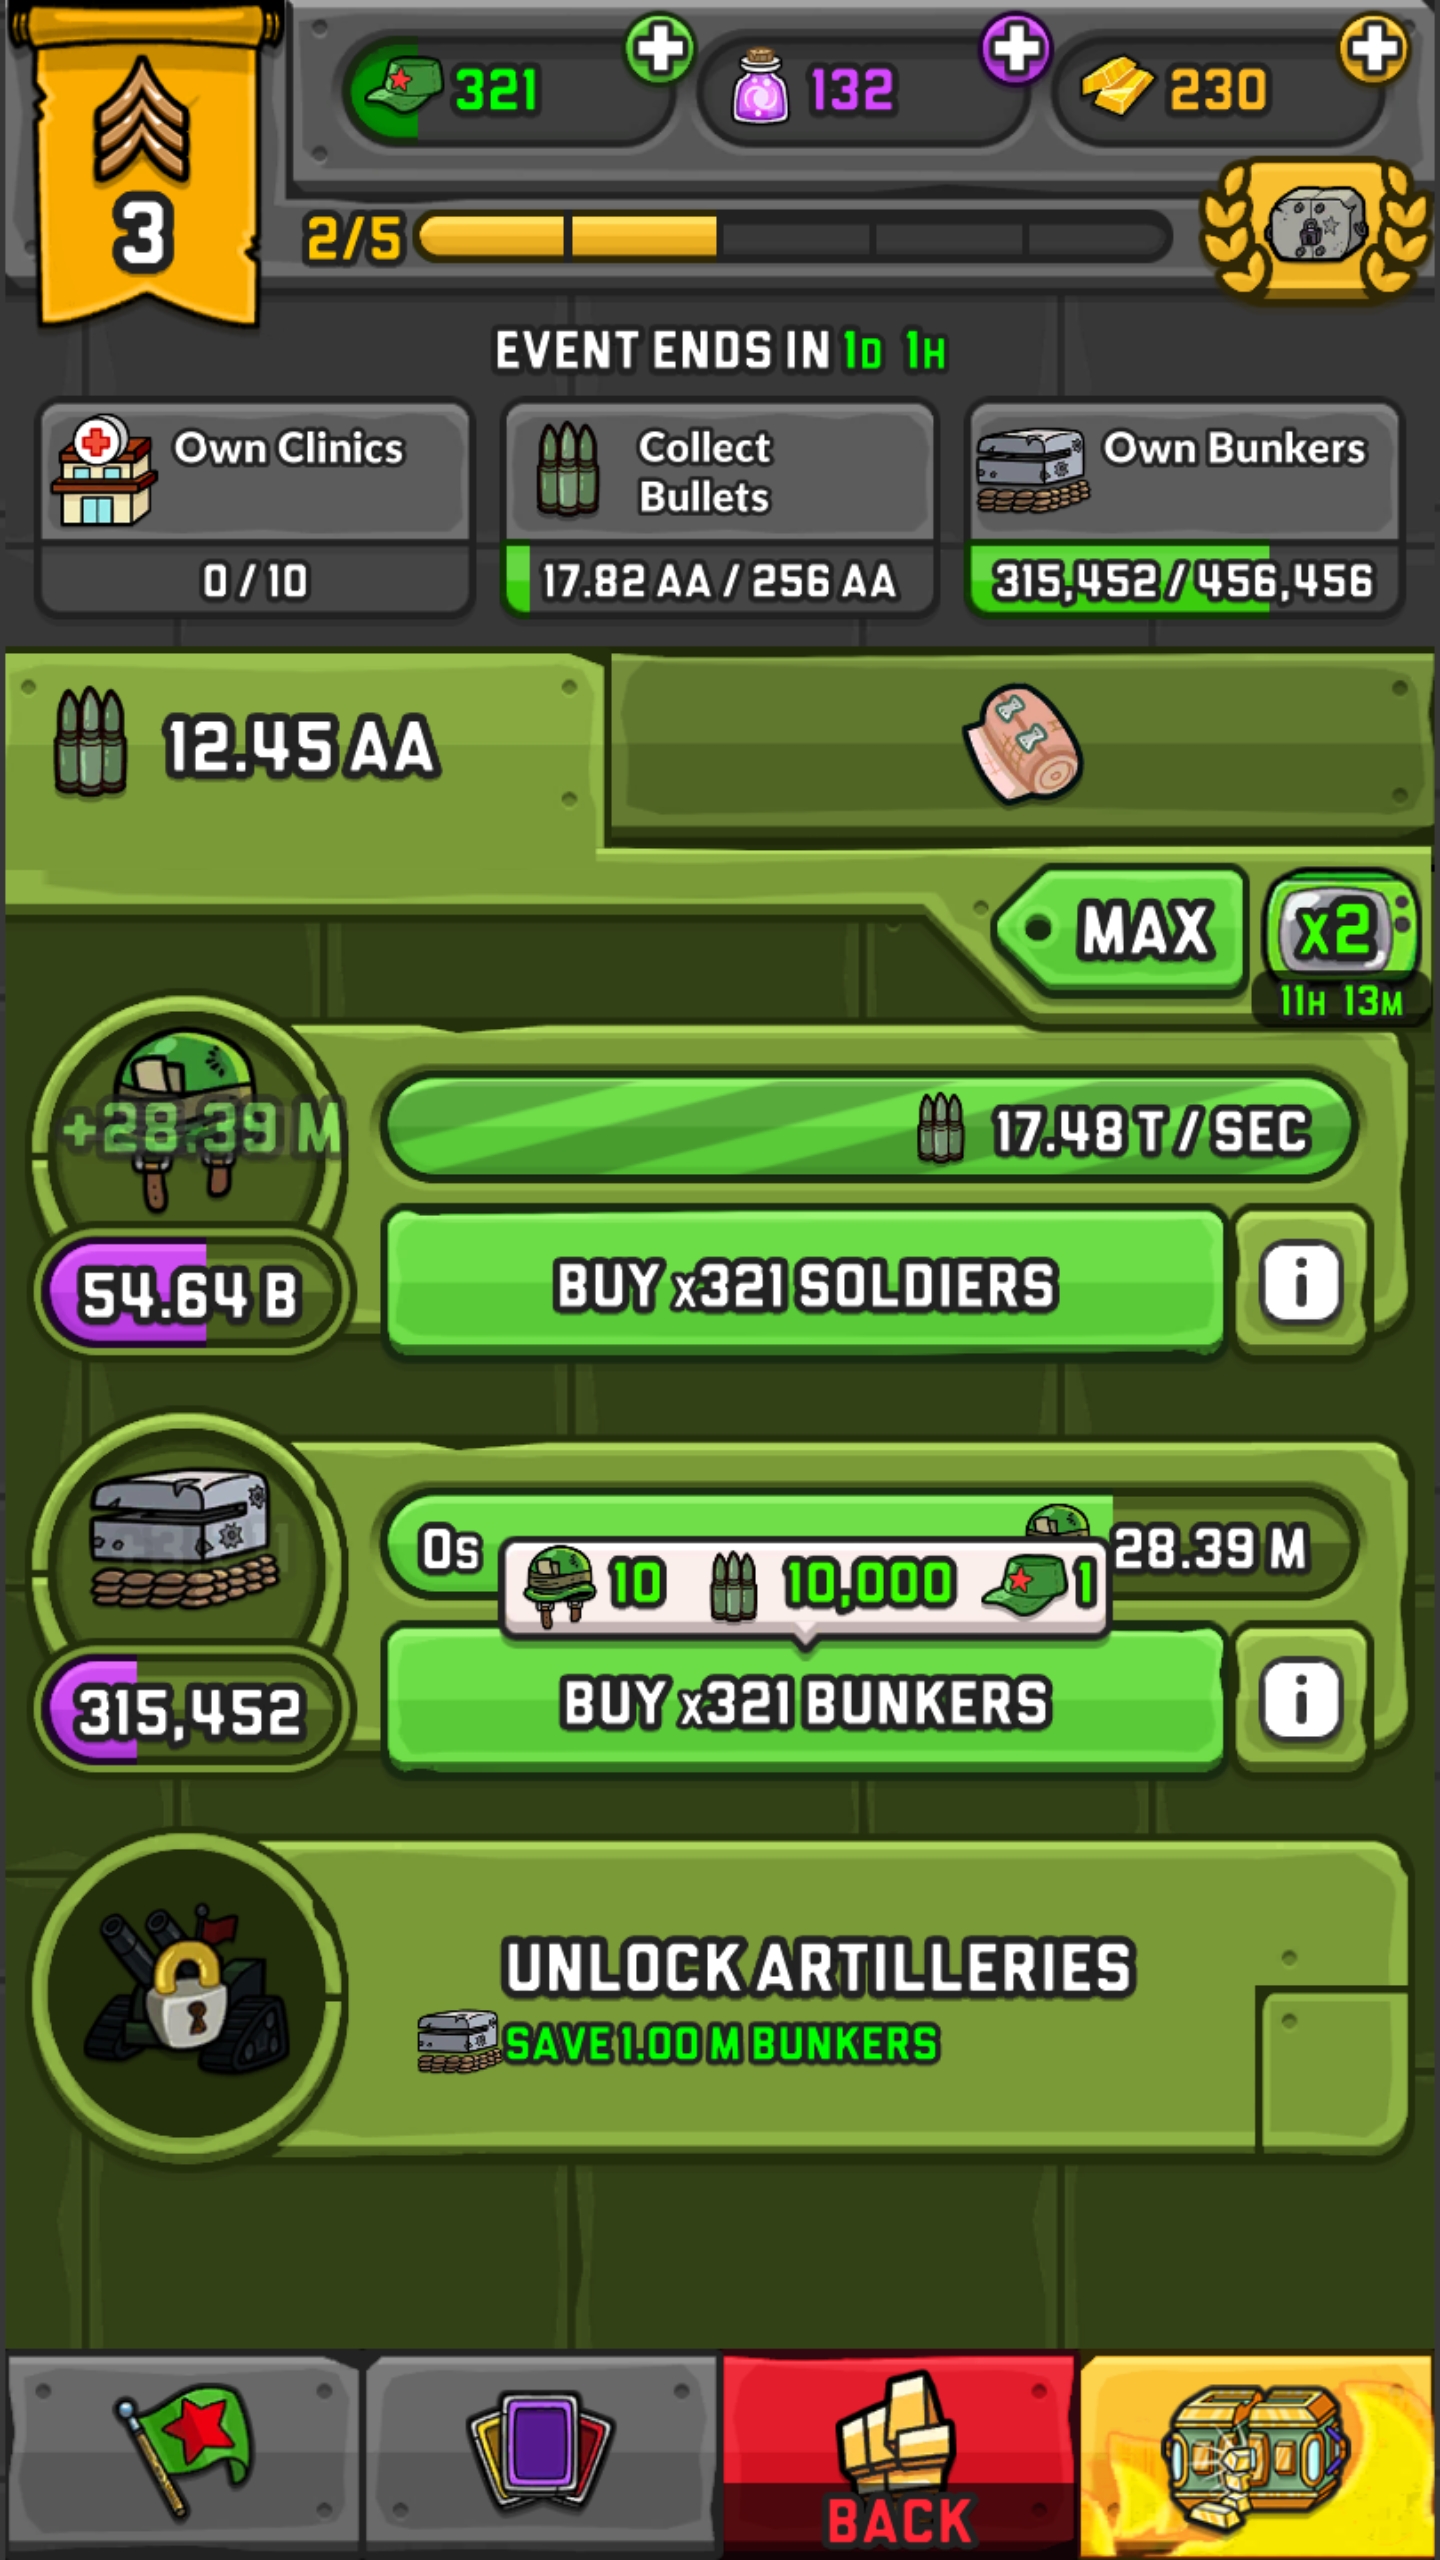 321
132
230
3
2/5
EVENT ENDS IN 1D 1H
Own Clinics
0 / 10
Collect
Bullets
17.82 AA / 256 AA
Own Bunkers
315,452 / 456,456
12.45 AA
MAX
x2
11H 13M
+28.39 M
17.48 T / SEC
54.64 B
BUY x321 SOLDIERS
i
0s
28.39 M
10
10,000
1
315,452
BUY x321 BUNKERS
i
UNLOCK ARTILLERIES
SAVE 1.00 M BUNKERS
BACK